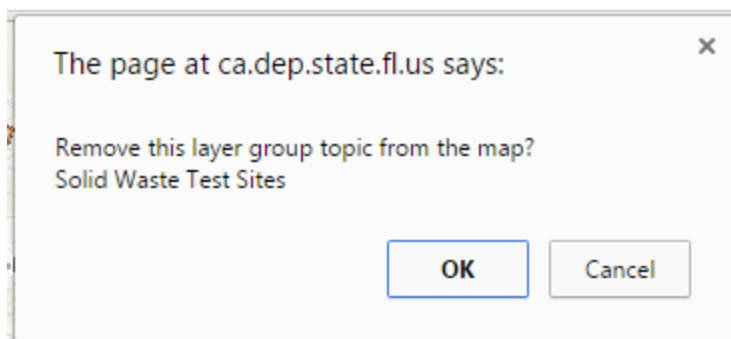 The page at ca.dep.state.fl.us says:
Remove this layer group topic from the map?
Solid Waste Test Sites
OK
Cancel